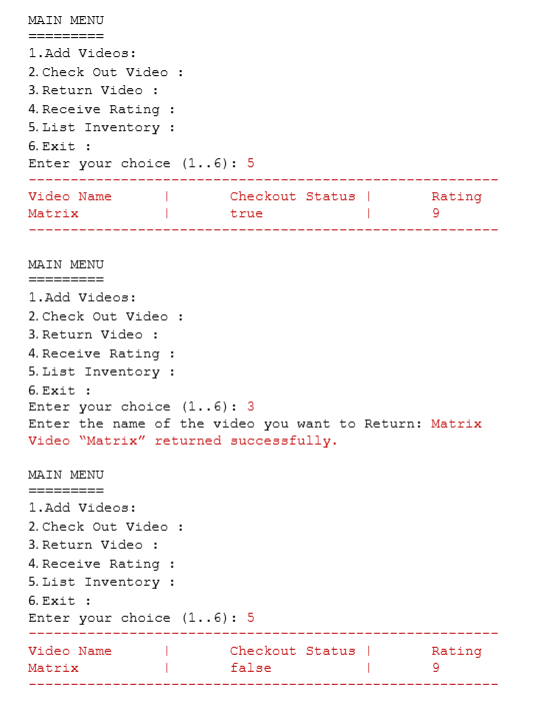 MAIN MENU
=========
1.Add Videos:
2. Check Out Video :
3. Return Video :
4. Receive Rating :
5. List Inventory :
6. Exit :
Enter your choice (1..6): 5
--------------------------------------------------------
Video Name | Checkout Status | Rating
Matrix | true | 9
--------------------------------------------------------
MAIN MENU
=========
1.Add Videos:
2. Check Out Video :
3. Return Video :
4. Receive Rating :
5. List Inventory :
6. Exit :
Enter your choice (1..6): 3
Enter the name of the video you want to Return: Matrix
Video “Matrix” returned successfully.
MAIN MENU
=========
1.Add Videos:
2. Check Out Video :
3. Return Video :
4. Receive Rating :
5. List Inventory :
6. Exit :
Enter your choice (1..6): 5
--------------------------------------------------------
Video Name | Checkout Status | Rating
Matrix | false | 9
--------------------------------------------------------